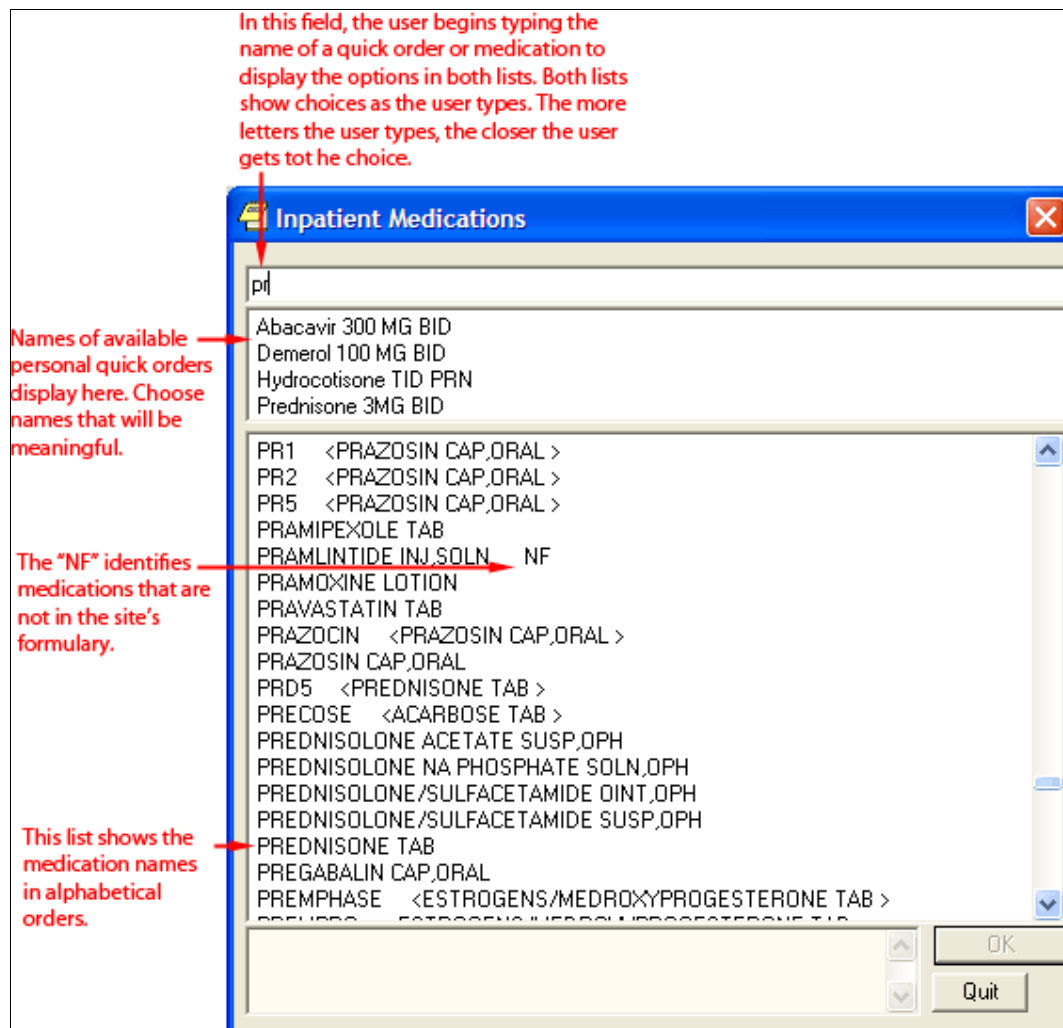 In this field, the user begins typing the
name of a quick order or medication to
display the options in both lists. Both lists
show choices as the user types. The more
letters the user types, the closer the user
gets tot he choice.
Inpatient Medications
pr
Names of available
personal quick orders
display here. Choose
names that will be
meaningful.
Abacavir 300 MG BID
Demerol 100 MG BID
Hydrocotisone TID PRN
Prednisone 3MG BID
PR1 <PRAZOSIN CAP,ORAL >
PR2 <PRAZOSIN CAP,ORAL >
PR5 <PRAZOSIN CAP,ORAL >
PRAMIPEXOLE TAB
PRAMLINTIDE INJ,SOLN NF
PRAMOXINE LOTION
PRAVASTATIN TAB
PRAZOCIN <PRAZOSIN CAP,ORAL >
PRAZOSIN CAP,ORAL
PRD5 <PREDNISONE TAB >
PRECOSE <ACARBOSE TAB >
PREDNISOLONE ACETATE SUSP,OPH
PREDNISOLONE NA PHOSPHATE SOLN,OPH
PREDNISOLONE/SULFACETAMIDE OINT,OPH
PREDNISOLONE/SULFACETAMIDE SUSP,OPH
PREDNISONE TAB
PREGABALIN CAP,ORAL
PREMPHASE <ESTROGENS/MEDROXYPROGESTERONE TAB >
The “NF” identifies
medications that are
not in the site’s
formulary.
This list shows the
medication names
in alphabetical
orders.
OK
Quit